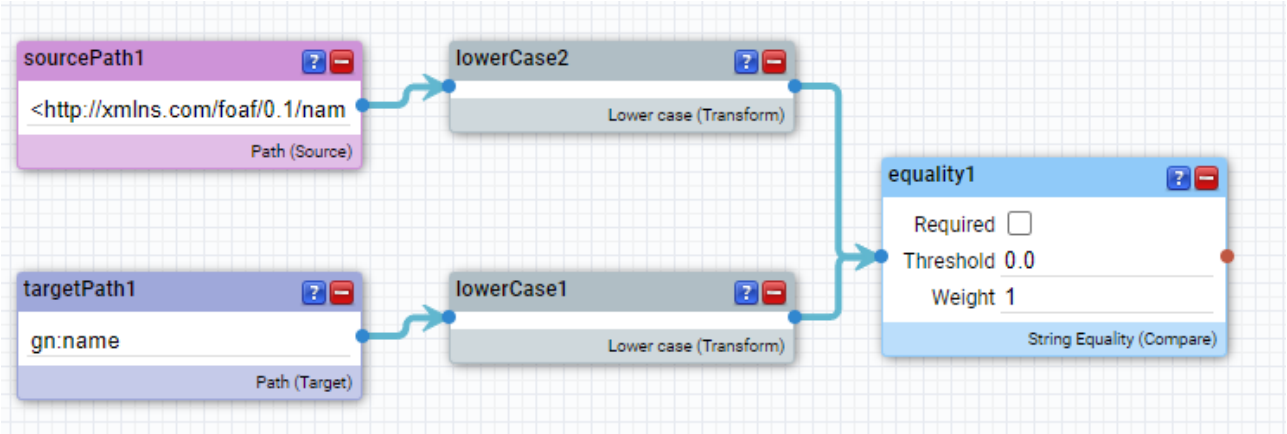 sourcePath1
?
<http://xmlns.com/foaf/0.1/nam
Path (Source)
lowerCase2
?
Lower case (Transform)
targetPath1
?
gn:name
Path (Target)
lowerCase1
?
Lower case (Transform)
equality1
?
Required
Threshold 0.0
Weight 1
String Equality (Compare)